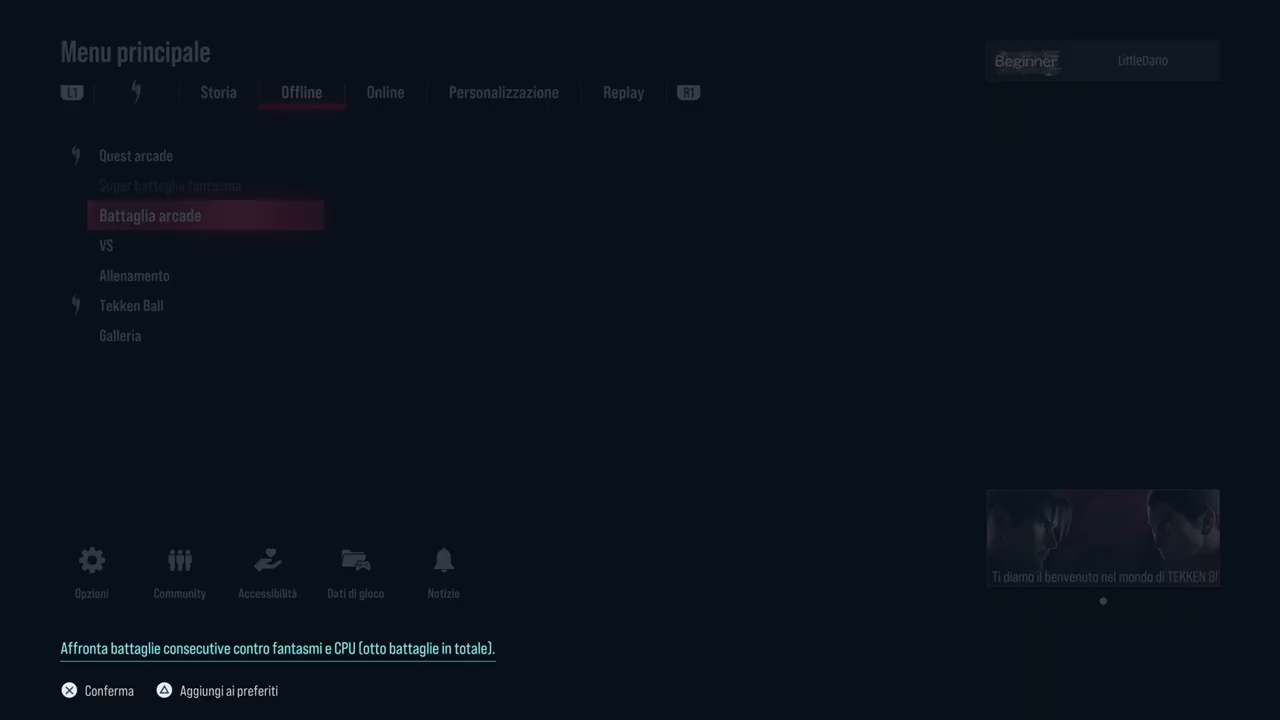 Menu principale
Beginner LittleDano
L1 Storia Offline Online Personalizzazione Replay R1
Quest arcade
Super battaglia fantasma
Battaglia arcade
VS
Allenamento
Tekken Ball
Galleria
Ti diamo il benvenuto nel mondo di TEKKEN 8!
Opzioni Community Accessibilità Dati di gioco Notizie
Affronta battaglie consecutive contro fantasmi e CPU (otto battaglie in totale).
Conferma Aggiungi ai preferiti